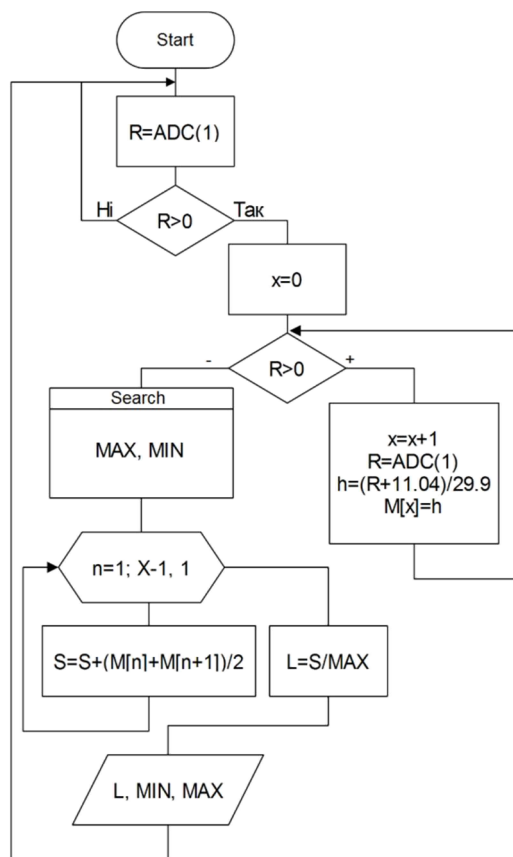 Start
R=ADC(1)
Ні
R>0
Так
x=0
-
R>0
+
Search
MAX, MIN
x=x+1
R=ADC(1)
h=(R+11.04)/29.9
M[x]=h
n=1; X-1, 1
S=S+(M[n]+M[n+1])/2
L=S/MAX
L, MIN, MAX